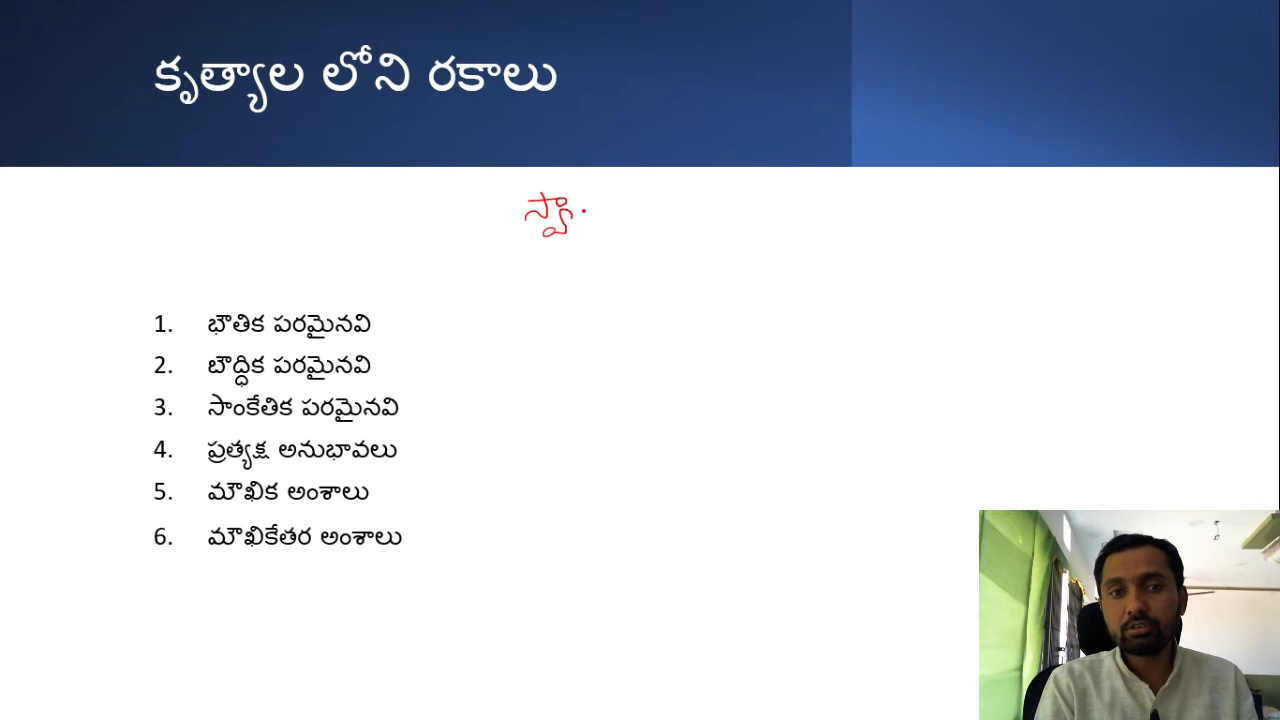 కృత్యాల లోని రకాలు
స్వా
1. భౌతిక పరమైనవి
2. బౌద్ధిక పరమైనవి
3. సాంకేతిక పరమైనవి
4. ప్రత్యక్ష అనుభావలు
5. మౌఖిక అంశాలు
6. మౌఖికేతర అంశాలు